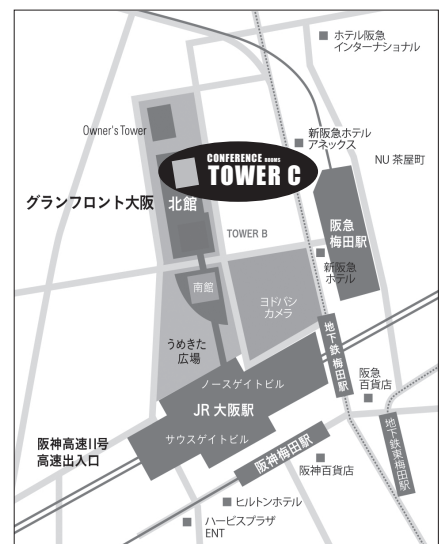 ホテル阪急
インターナショナル
Owner's Tower
新阪急ホテル
アネックス
CONFERENCE ROOMS
TOWER C
NU 茶屋町
グランフロント大阪
北館
TOWER B
阪急
梅田駅
新阪急
ホテル
南館
ヨドバシ
カメラ
うめきた
広場
地下鉄 梅田駅
ノースゲイトビル
JR 大阪駅
サウスゲイトビル
阪急
百貨店
地下鉄東梅田駅
阪神高速11号
高速出入口
阪神梅田駅
阪神百貨店
ヒルトンホテル
ハービスプラザ
ENT